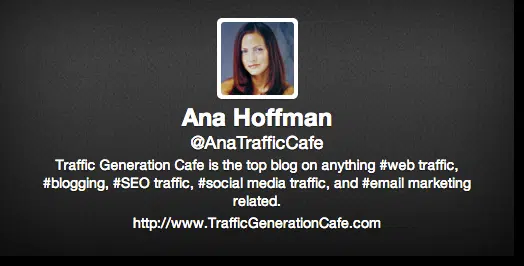 Ana Hoffman
@AnaTrafficCafe
Traffic Generation Cafe is the top blog on anything #web traffic,
#blogging, #SEO traffic, #social media traffic, and #email marketing
related.
http://www.TrafficGenerationCafe.com